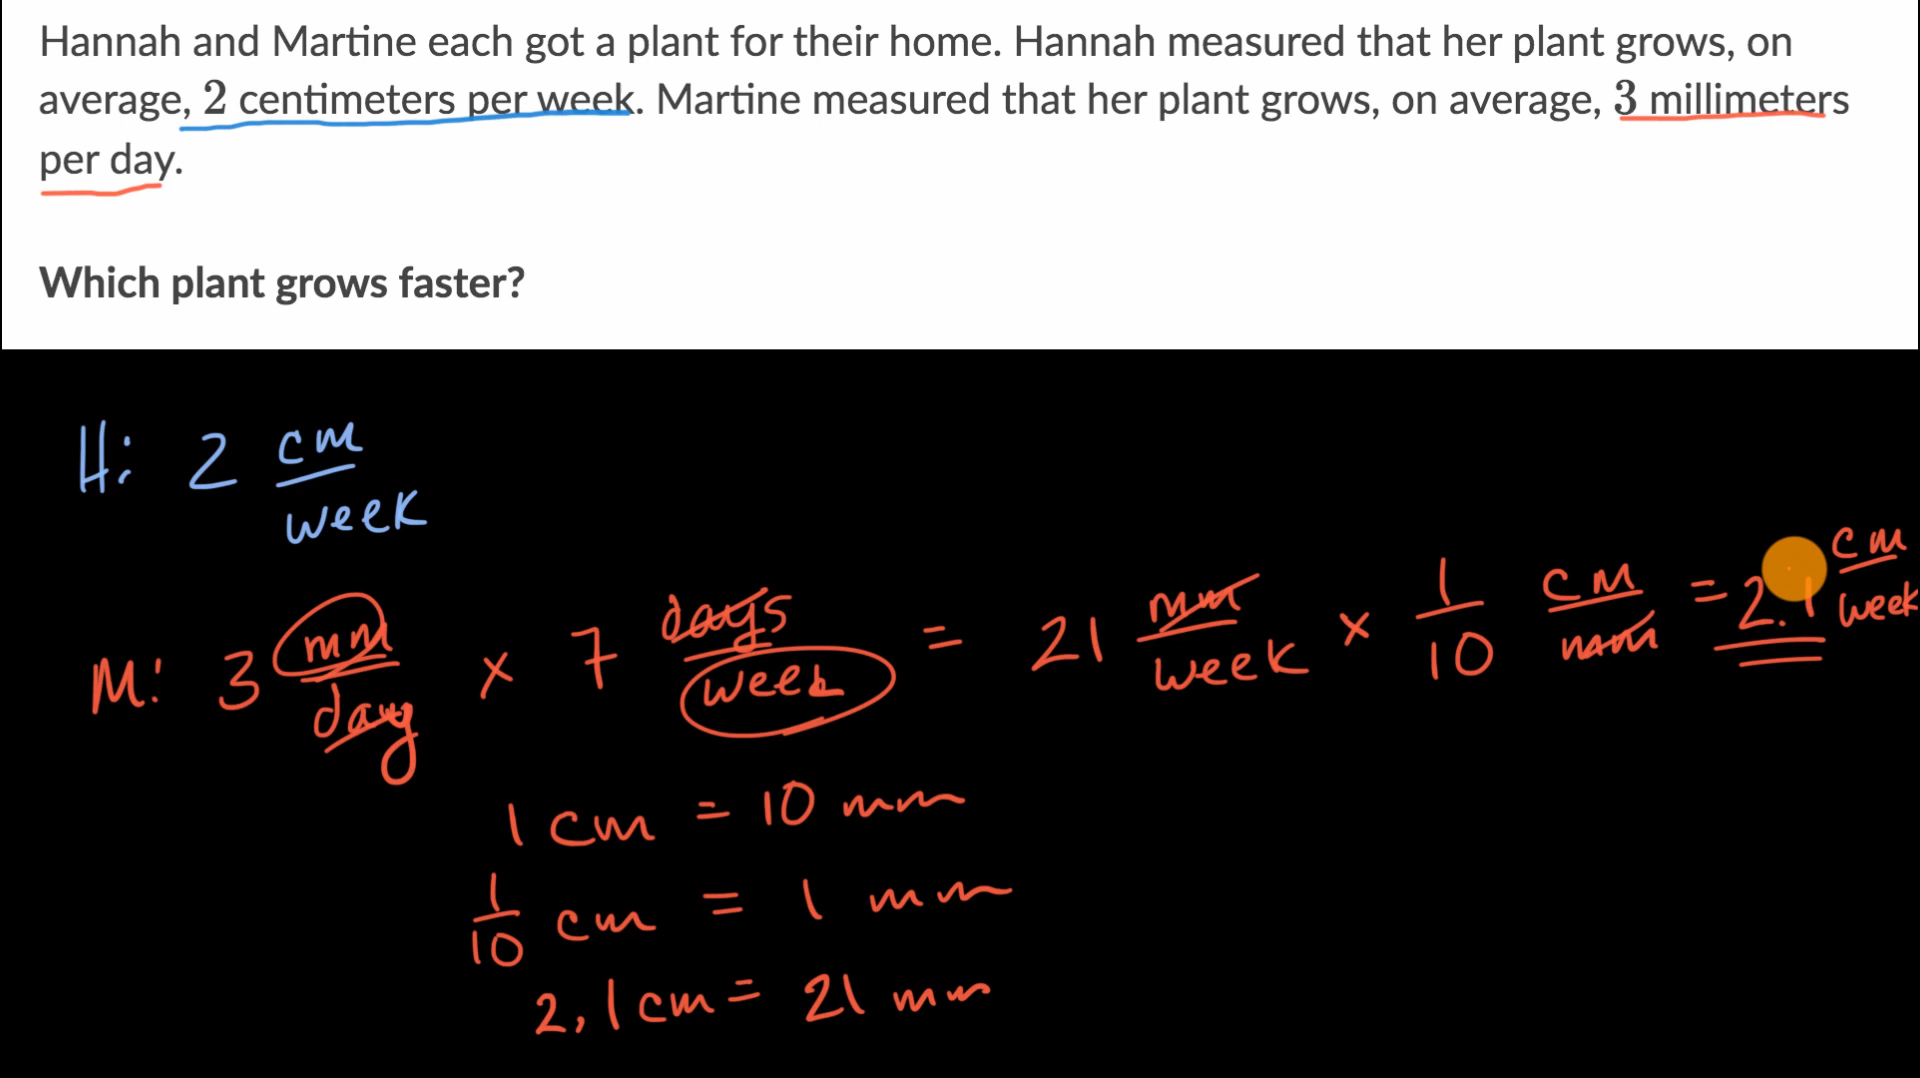 Hannah and Martine each got a plant for their home. Hannah measured that her plant grows, on
average, 2 centimeters per week. Martine measured that her plant grows, on average, 3 millimeters
per day.
Which plant grows faster?
H: 2 cm/week
M: 3 mm/day x 7 days/week = 21 mm/week x 1/10 cm/mm = 2.1 cm/week
1 cm = 10 mm
1/10 cm = 1 mm
2.1 cm = 21 mm